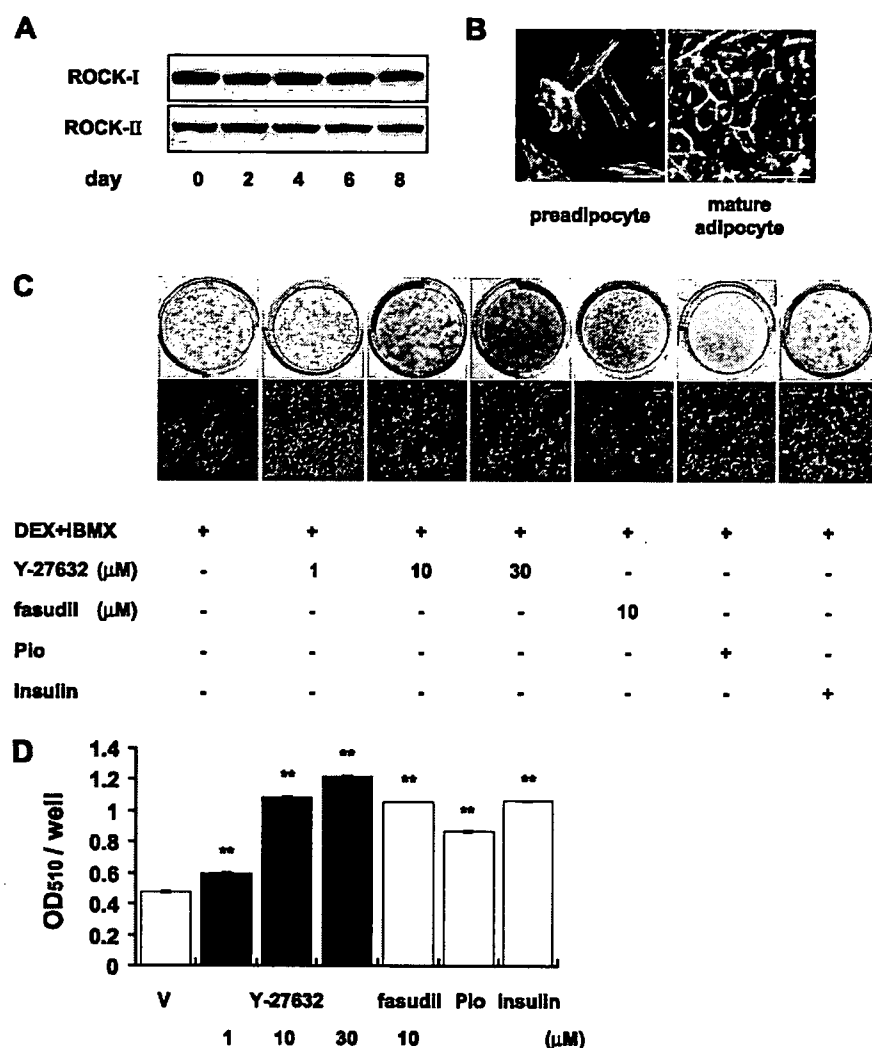 A
ROCK-I
ROCK-II
day 0 2 4 6 8
B
preadipocyte
mature adipocyte
C
DEX+IBMX + + + + + + +
Y-27632 (μM) - 1 10 30 - - -
fasudil (μM) - - - - 10 - -
Pio - - - - - + -
insulin - - - - - - +
D
OD510 / well
1.4
1.2
1
0.8
0.6
0.4
0.2
0
** ** ** ** ** **
V Y-27632 fasudil Pio insulin
1 10 30 10 (μM)